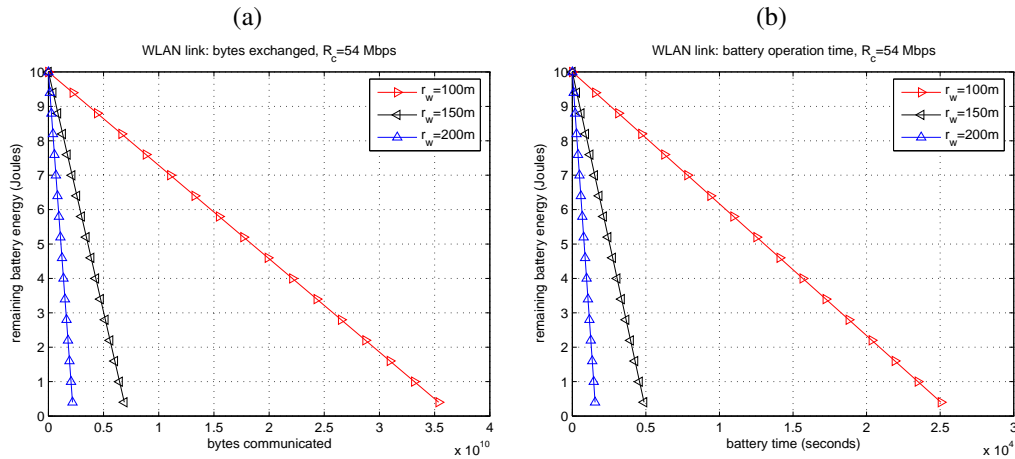 (a)
WLAN link: bytes exchanged, R_c=54 Mbps
10
9
8
7
6
5
4
3
2
1
0
remaining battery energy (Joules)
r_w=100m
r_w=150m
r_w=200m
0 0.5 1 1.5 2 2.5 3 3.5 4
x 10^10
bytes communicated
(b)
WLAN link: battery operation time, R_c=54 Mbps
10
9
8
7
6
5
4
3
2
1
0
remaining battery energy (Joules)
r_w=100m
r_w=150m
r_w=200m
0 0.5 1 1.5 2 2.5 3
x 10^4
battery time (seconds)